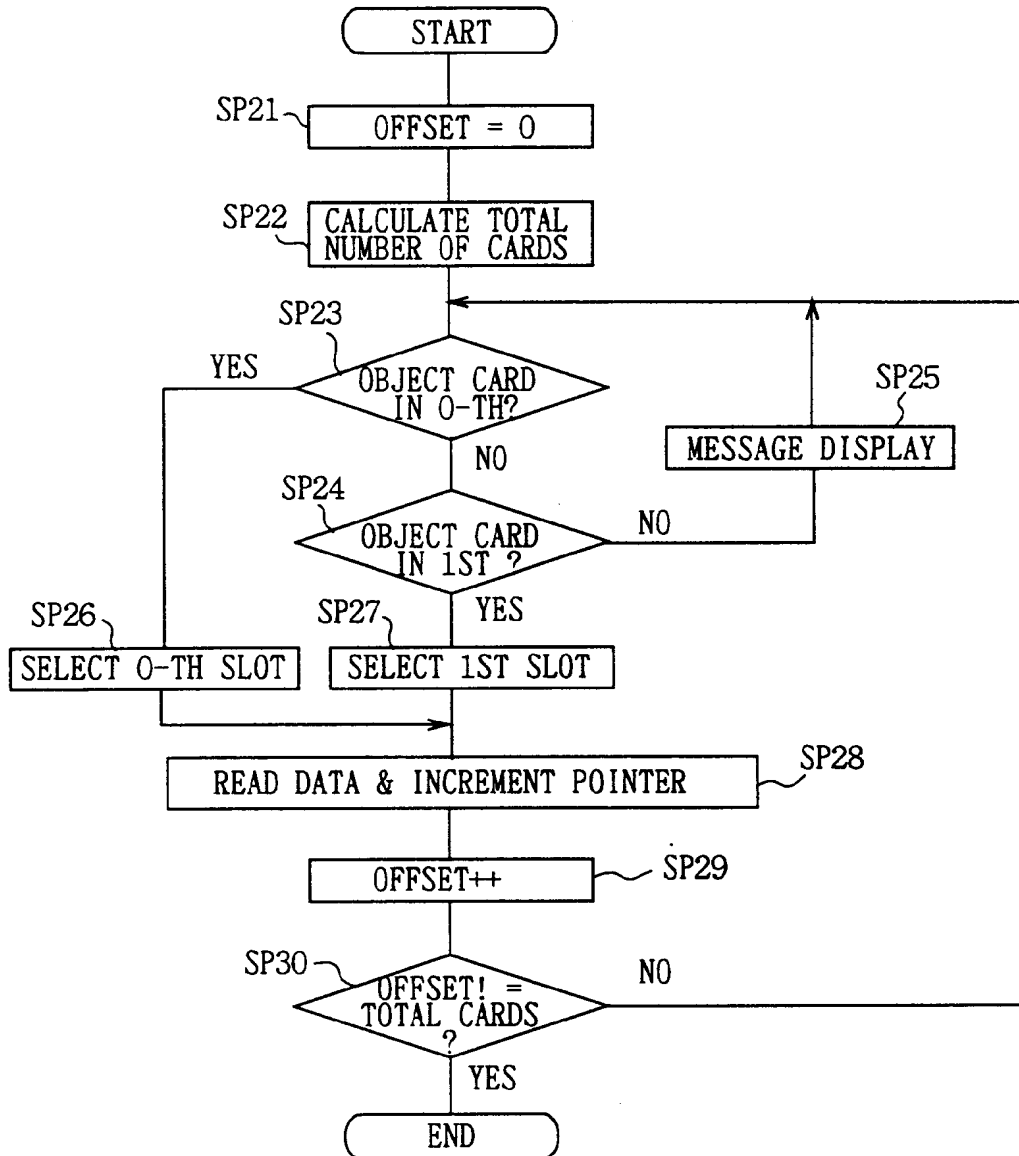 START
SP21
OFFSET = 0
SP22
CALCULATE TOTAL
NUMBER OF CARDS
SP23
YES
OBJECT CARD
IN 0-TH?
SP25
MESSAGE DISPLAY
NO
SP24
OBJECT CARD
IN 1ST ?
NO
YES
SP26
SP27
SELECT 0-TH SLOT
SELECT 1ST SLOT
READ DATA & INCREMENT POINTER
SP28
OFFSET++
SP29
SP30
NO
OFFSET! =
TOTAL CARDS
?
YES
END